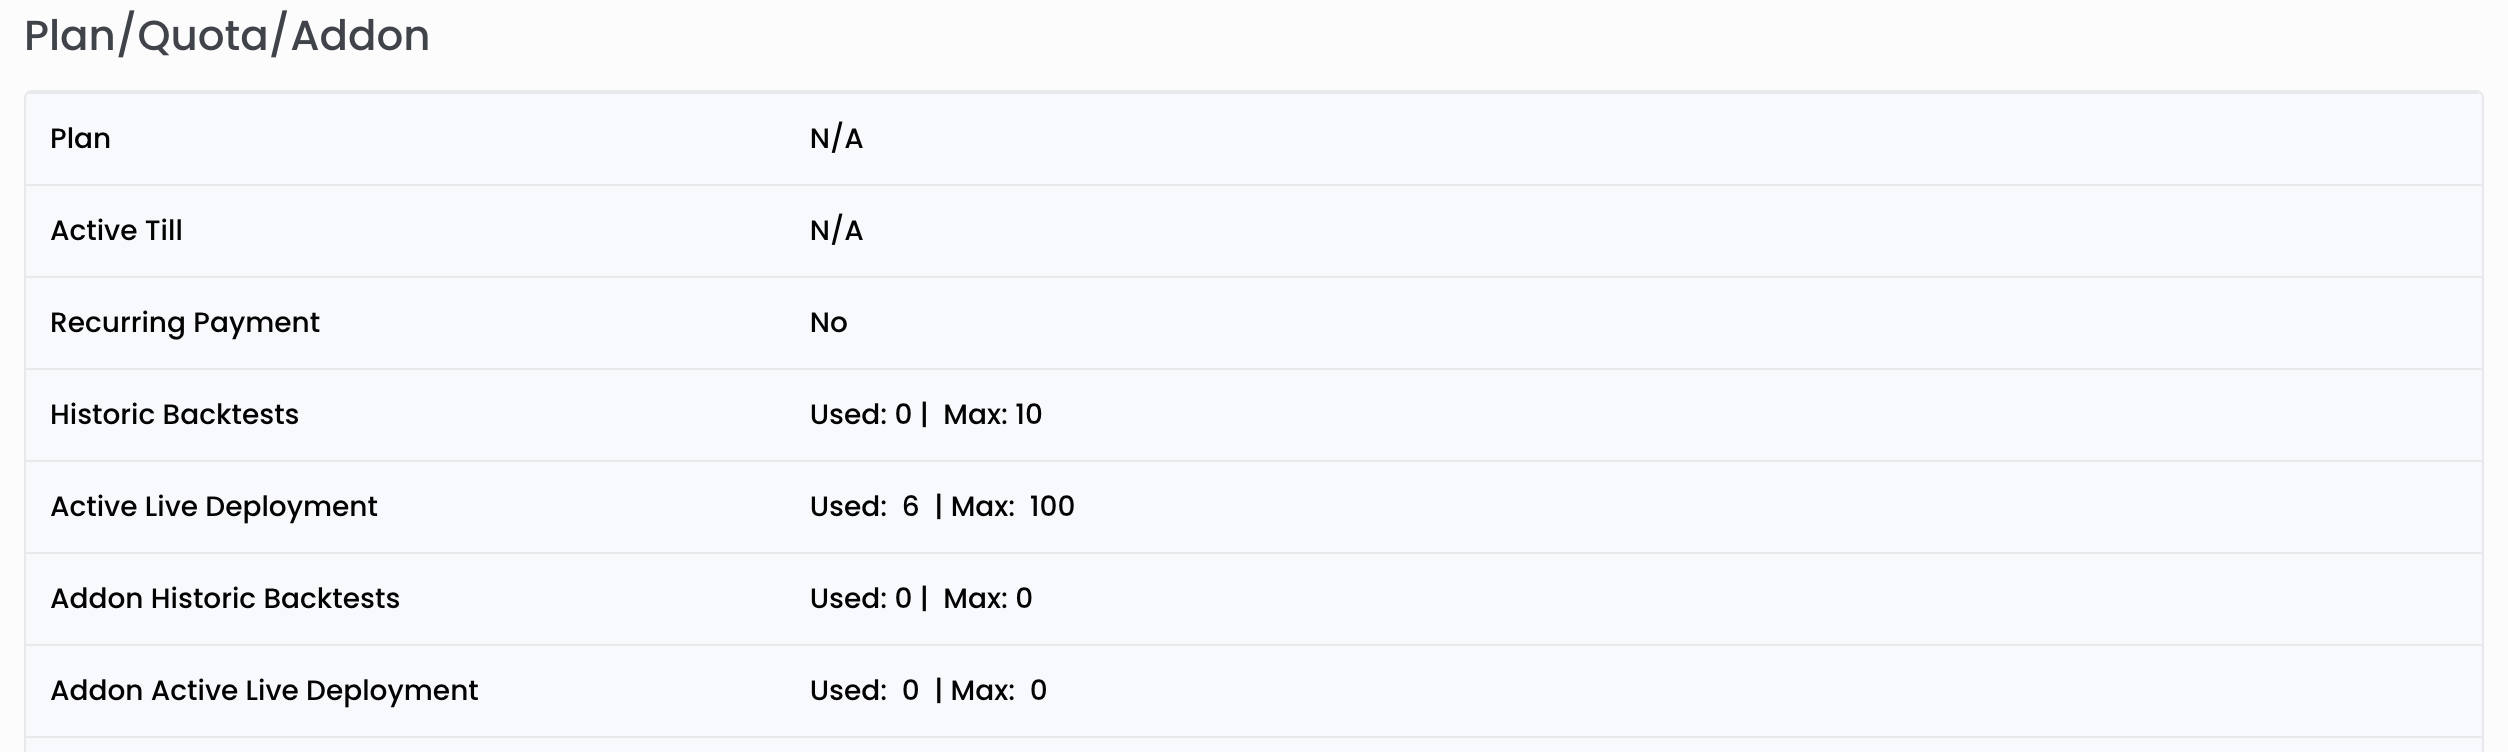 Plan/Quota/Addon
Plan N/A
Active Till N/A
Recurring Payment No
Historic Backtests Used: 0 | Max: 10
Active Live Deployment Used: 6 | Max: 100
Addon Historic Backtests Used: 0 | Max: 0
Addon Active Live Deployment Used: 0 | Max: 0